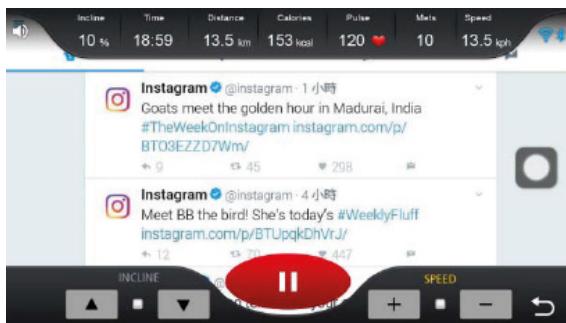 Incline Time Distance Calories Pulse Mets Speed
10 % 18:59 13.5 km 153 kcal 120 10 13.5 kph
Instagram @instagram · 1 小時
Goats meet the golden hour in Madurai, India
#TheWeekOnInstagram instagram.com/p/
BTO3EZZD7Wm/
9 45 298
Instagram @instagram · 4 小時
Meet BB the bird! She's today's #WeeklyFluff
instagram.com/p/BTUpqkDhVrJ/
12 70 447
INCLINE SPEED